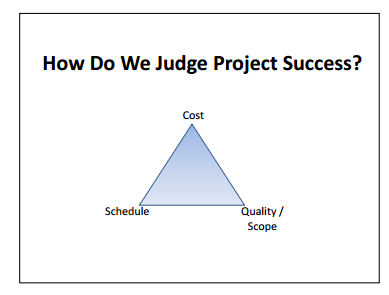 How Do We Judge Project Success?
Cost
Schedule
Quality /
Scope